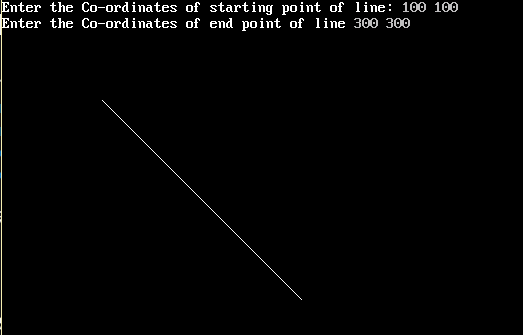 Enter the Co-ordinates of starting point of line: 100 100
Enter the Co-ordinates of end point of line 300 300